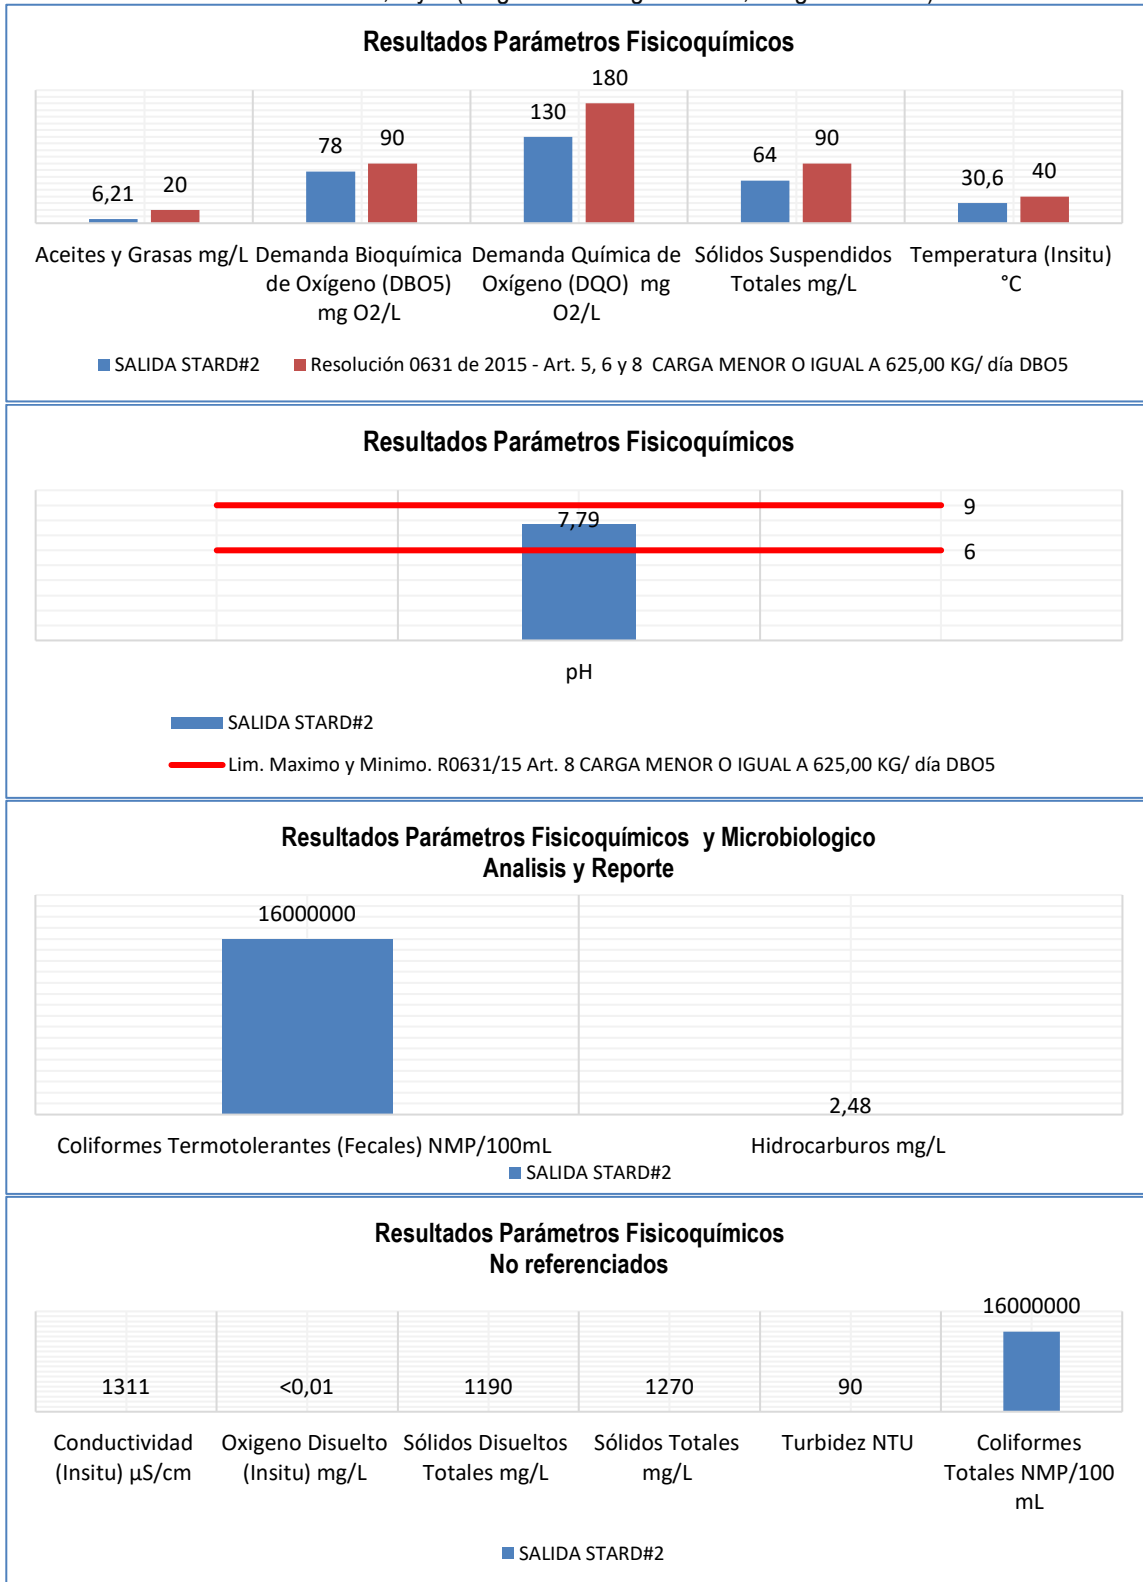 Resultados Parámetros Fisicoquímicos
180
130
78
90
64
90
6,21
20
30,6
40
Aceites y Grasas mg/L
Demanda Bioquímica
de Oxígeno (DBO5)
mg O2/L
Demanda Química de
Oxígeno (DQO) mg
O2/L
Sólidos Suspendidos
Totales mg/L
Temperatura (Insitu)
°C
SALIDA STARD#2
Resolución 0631 de 2015 - Art. 5, 6 y 8 CARGA MENOR O IGUAL A 625,00 KG/ día DBO5
Resultados Parámetros Fisicoquímicos
9
7,79
6
pH
SALIDA STARD#2
Lim. Maximo y Minimo. R0631/15 Art. 8 CARGA MENOR O IGUAL A 625,00 KG/ día DBO5
Resultados Parámetros Fisicoquímicos y Microbiologico
Analisis y Reporte
16000000
2,48
Coliformes Termotolerantes (Fecales) NMP/100mL
Hidrocarburos mg/L
SALIDA STARD#2
Resultados Parámetros Fisicoquímicos
No referenciados
16000000
1311
<0,01
1190
1270
90
Conductividad
(Insitu) µS/cm
Oxigeno Disuelto
(Insitu) mg/L
Sólidos Disueltos
Totales mg/L
Sólidos Totales
mg/L
Turbidez NTU
Coliformes
Totales NMP/100
mL
SALIDA STARD#2